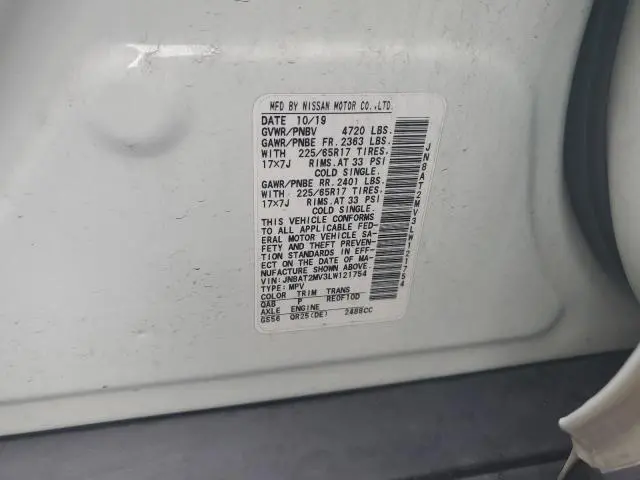 MFD BY NISSAN MOTOR CO.,LTD.
DATE 10/19
GVWR/PNBV 4720 LBS.
GAWR/PNBE FR. 2363 LBS.
WITH 225/65R17 TIRES.
17X7J RIMS. AT 33 PSI
COLD SINGLE.
GAWR/PNBE RR. 2401 LBS.
WITH 225/65R17 TIRES.
17X7J RIMS. AT 33 PSI
COLD SINGLE.
THIS VEHICLE CONFORMS
TO ALL APPLICABLE FED-
ERAL MOTOR VEHICLE SA-
FETY AND THEFT PREVEN-
TION STANDARDS IN EFF-
ECT ON THE DATE OF MA-
NUFACTURE SHOWN ABOVE.
VIN: JN8AT2MV3LW121754
TYPE: MPV
COLOR TRIM TRANS
QAB P RE0F10D
AXLE ENGINE
GS56 QR25(DE) 2488CC
JN8AT2MV3LW121754